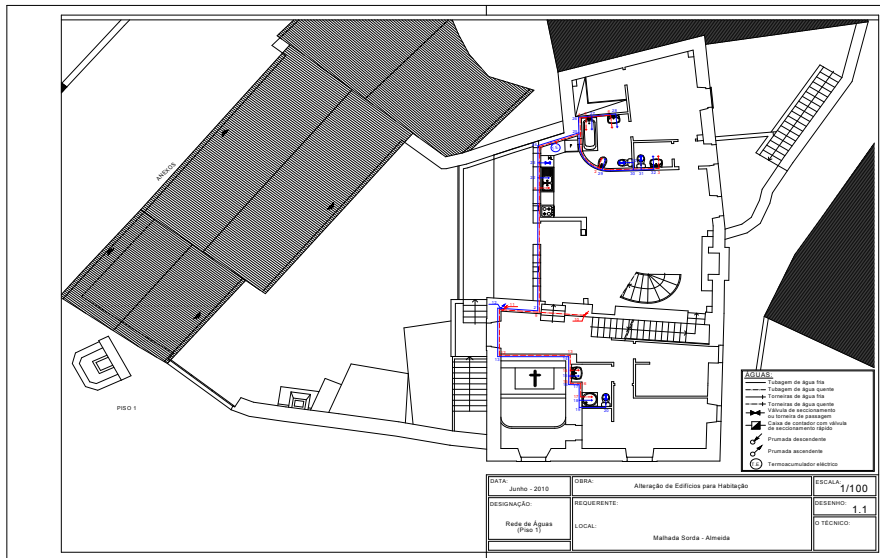 ANEXOS
PISO 1
ÁGUAS:
Tubagem de água fria
Tubagem de água quente
Torneiras de água fria
Torneiras de água quente
Válvula de seccionamento
ou torneira de passagem
Caixa de contador com válvula
de seccionamento rápido
Prumada descendente
Prumada ascendente
T.E. Termoacumulador eléctrico
DATA:
Junho - 2010
OBRA:
Alteração de Edifícios para Habitação
ESCALA:
1/100
DESIGNAÇÃO:
Rede de Águas
(Piso 1)
REQUERENTE:
LOCAL:
Malhada Sorda - Almeida
DESENHO:
1.1
O TÉCNICO: